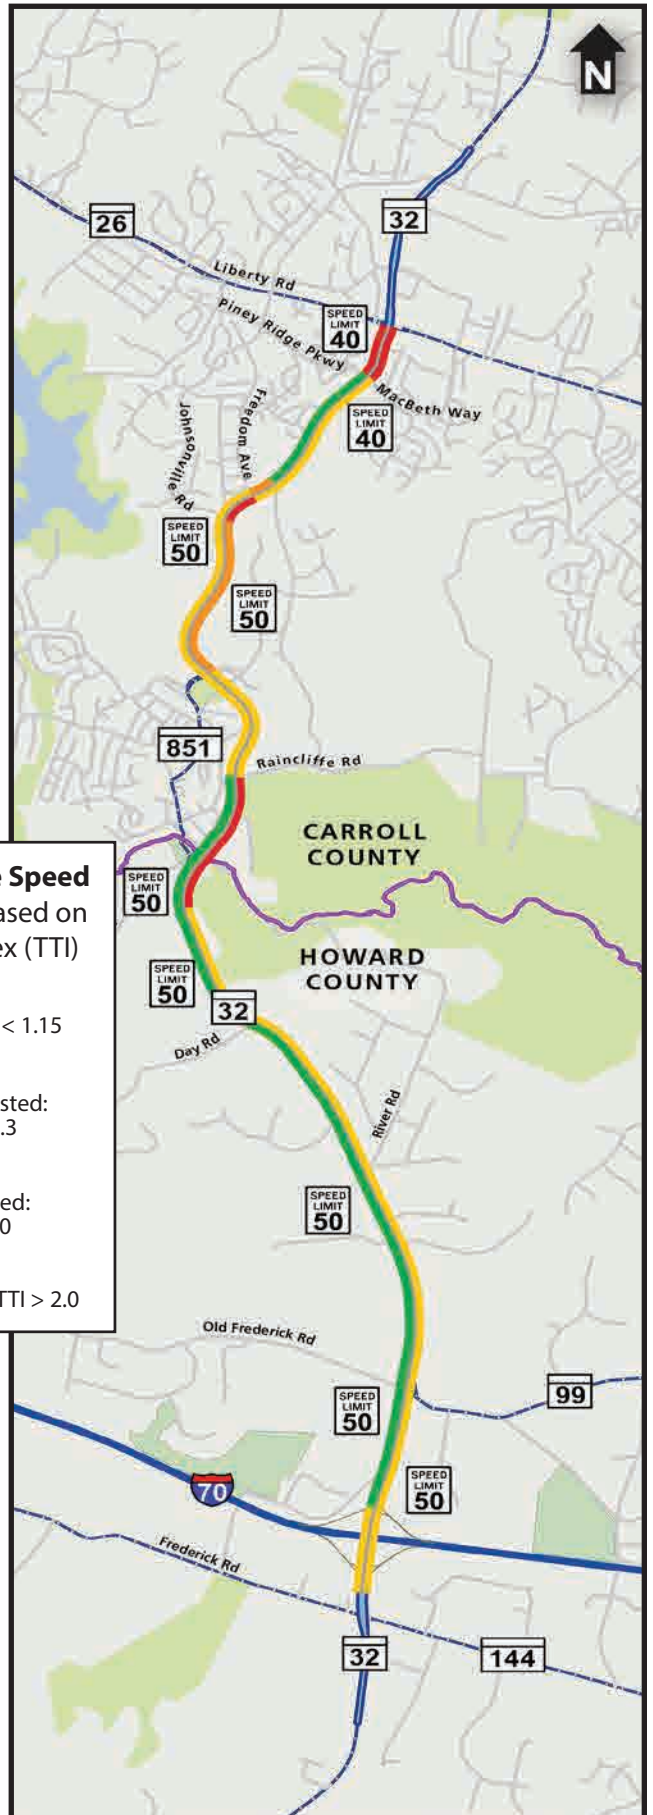 N
26
32
Liberty Rd
SPEED
LIMIT
40
Piney Ridge Pkwy
MacBeth Way
SPEED
LIMIT
40
Freedom Ave
Johnsonville Rd
SPEED
LIMIT
50
SPEED
LIMIT
50
851
Raincliffe Rd
CARROLL
COUNTY
e Speed
ased on
ex (TTI)
< 1.15
sted:
.3
ed:
0
TTI > 2.0
SPEED
LIMIT
50
HOWARD
COUNTY
SPEED
LIMIT
50
32
Day Rd
River Rd
SPEED
LIMIT
50
Old Frederick Rd
99
SPEED
LIMIT
50
SPEED
LIMIT
50
70
Frederick Rd
32
144